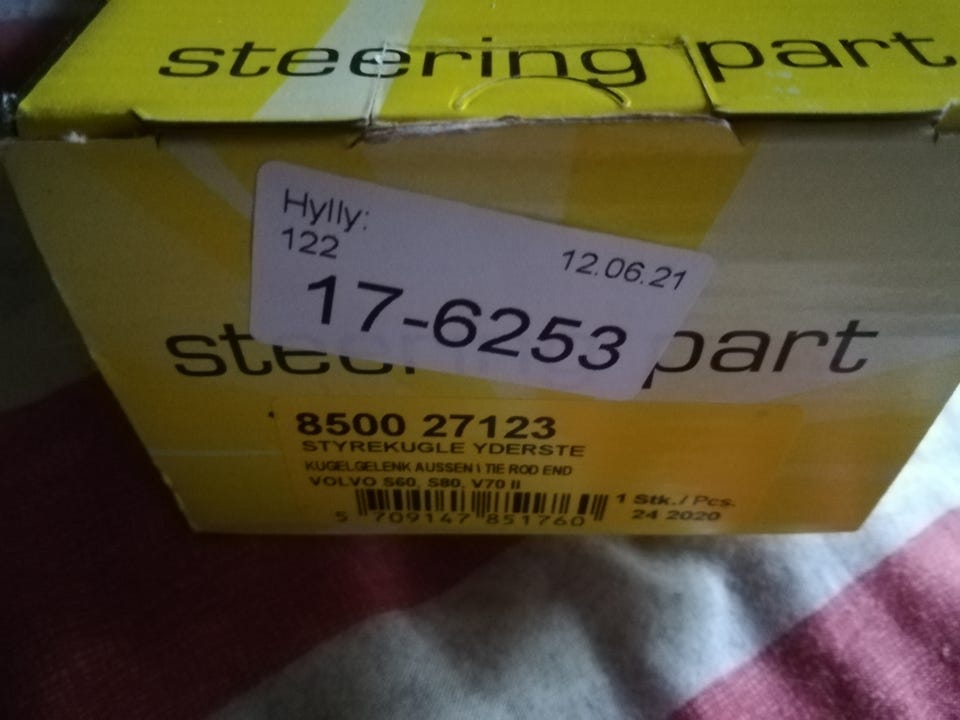 steering part
Hylly:
122
12.06.21
17-6253
steering part
8500 27123
STYREKUGLE YDERSTE
KUGELGELENK AUSSEN \ TIE ROD END
VOLVO S60, S80, V70 II
1 Stk./ Pcs.
24 2020
5 709147 851760